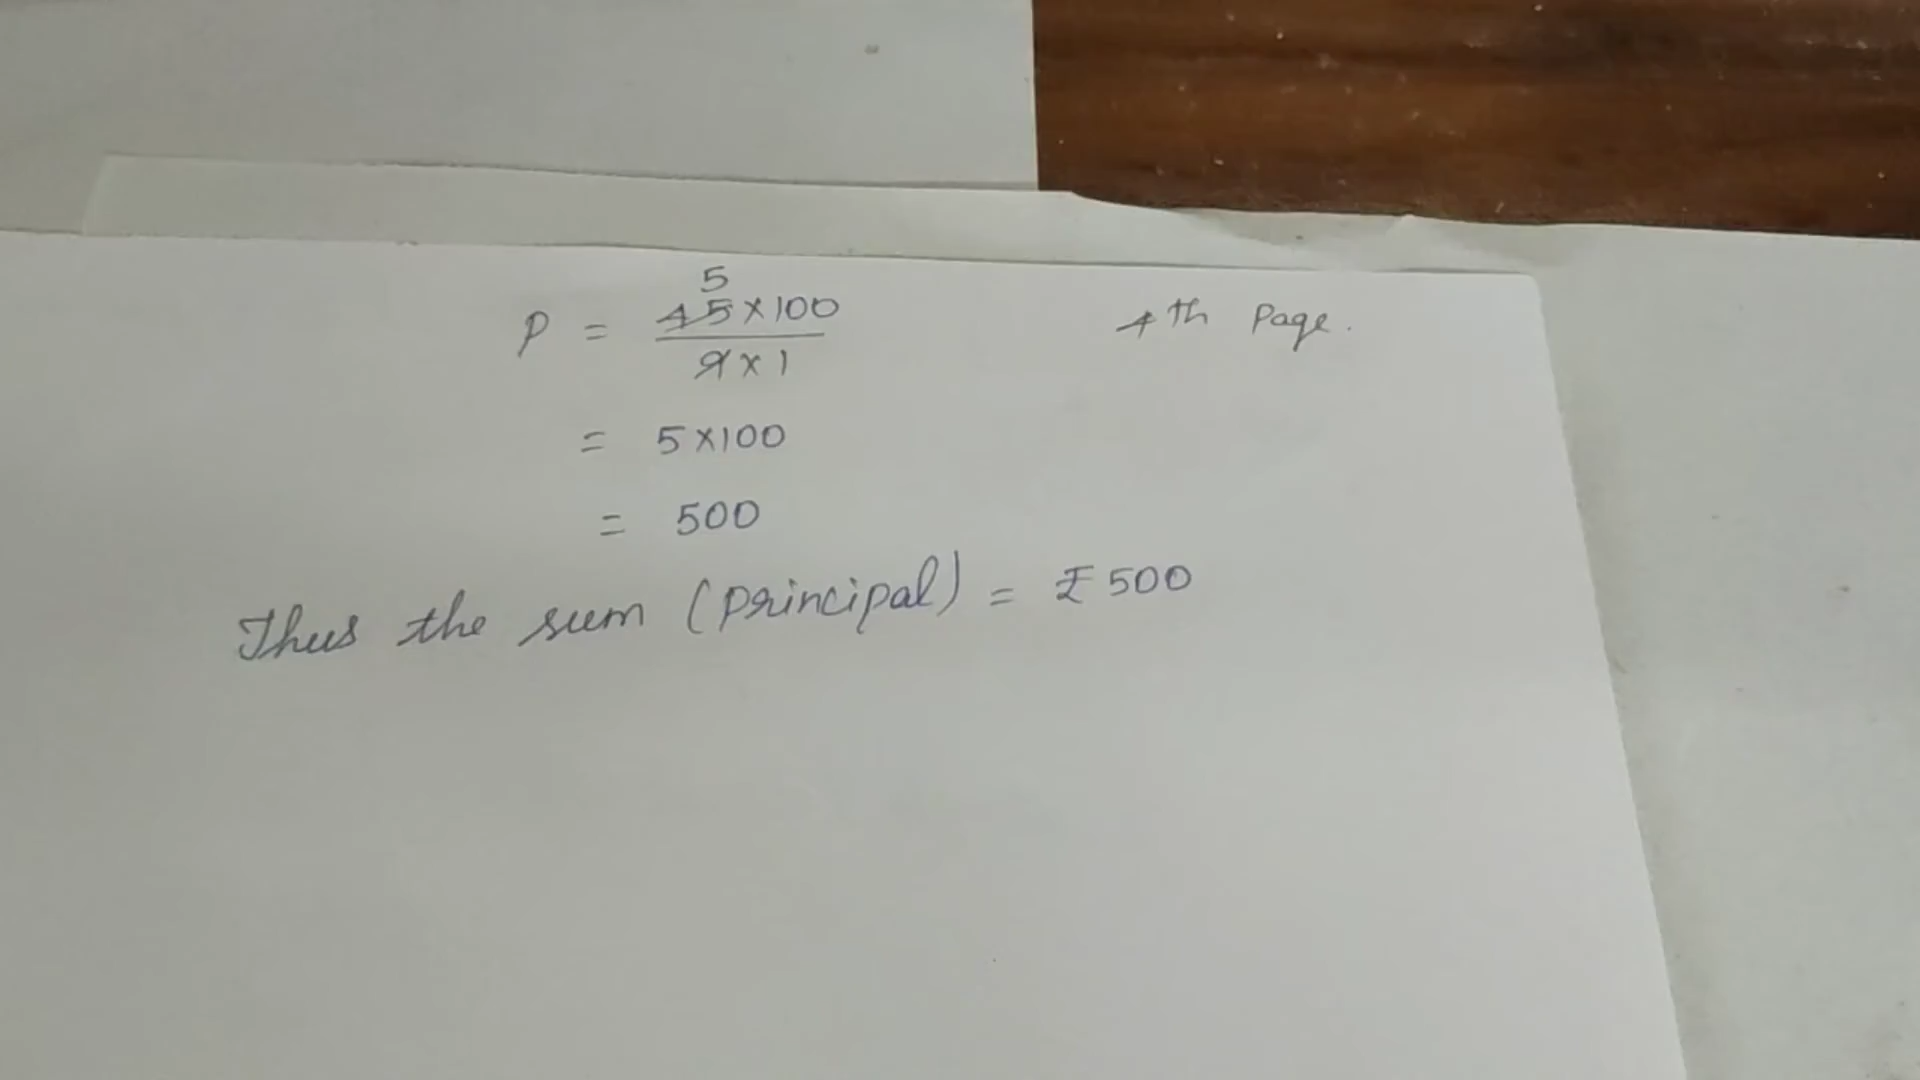 5
P = 45×100
9×1
4th Page.
= 5×100
= 500
Thus the sum (principal) = ₹500